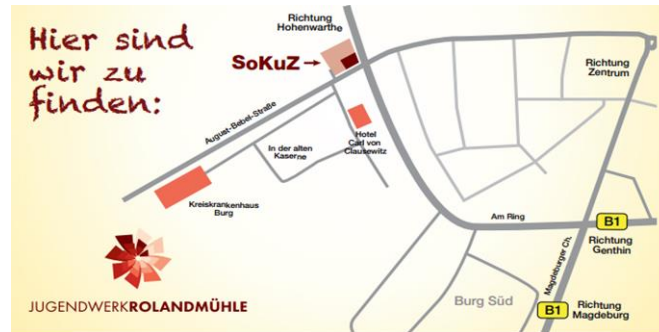 Hier sind
wir zu
finden:
Richtung
Hohenwarthe
SoKuZ
August-Bebel-Straße
In der alten
Kaserne
Hotel
Carl von
Clausewitz
Kreiskrankenhaus
Burg
Richtung
Zentrum
Am Ring
B1
Richtung
Genthin
Magdeburger Ch.
Burg Süd
B1
Richtung
Magdeburg
JUGENDWERKROLANDMÜHLE